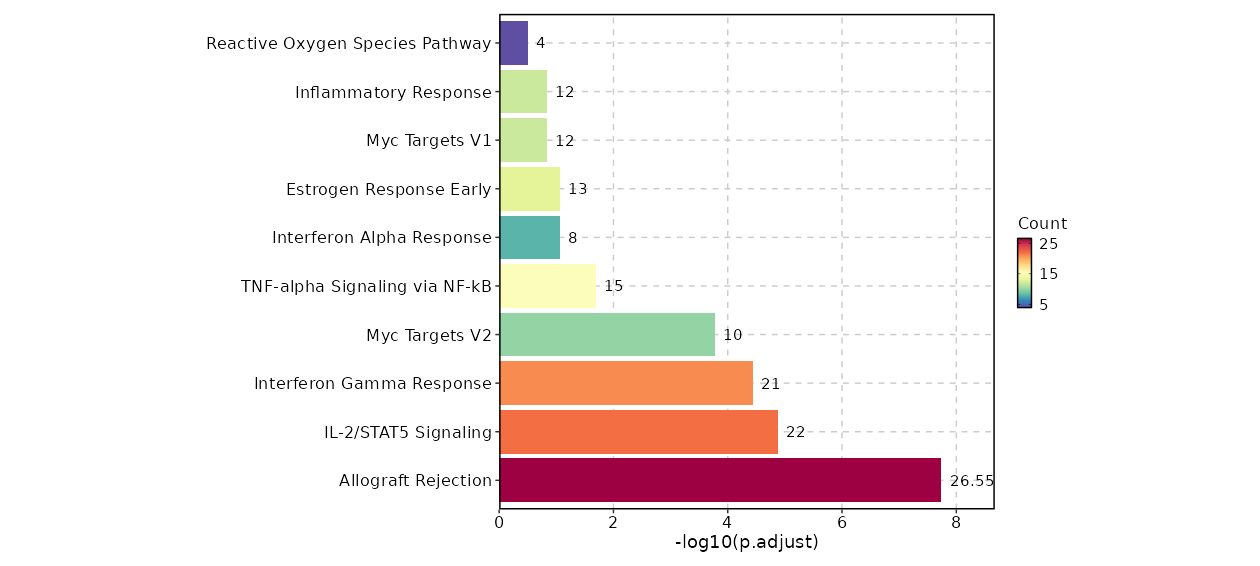 Reactive Oxygen Species Pathway 4
Inflammatory Response 12
Myc Targets V1 12
Estrogen Response Early 13
Interferon Alpha Response 8
TNF-alpha Signaling via NF-kB 15
Myc Targets V2 10
Interferon Gamma Response 21
IL-2/STAT5 Signaling 22
Allograft Rejection 26.55
0 2 4 6 8
-log10(p.adjust)
Count
25
15
5